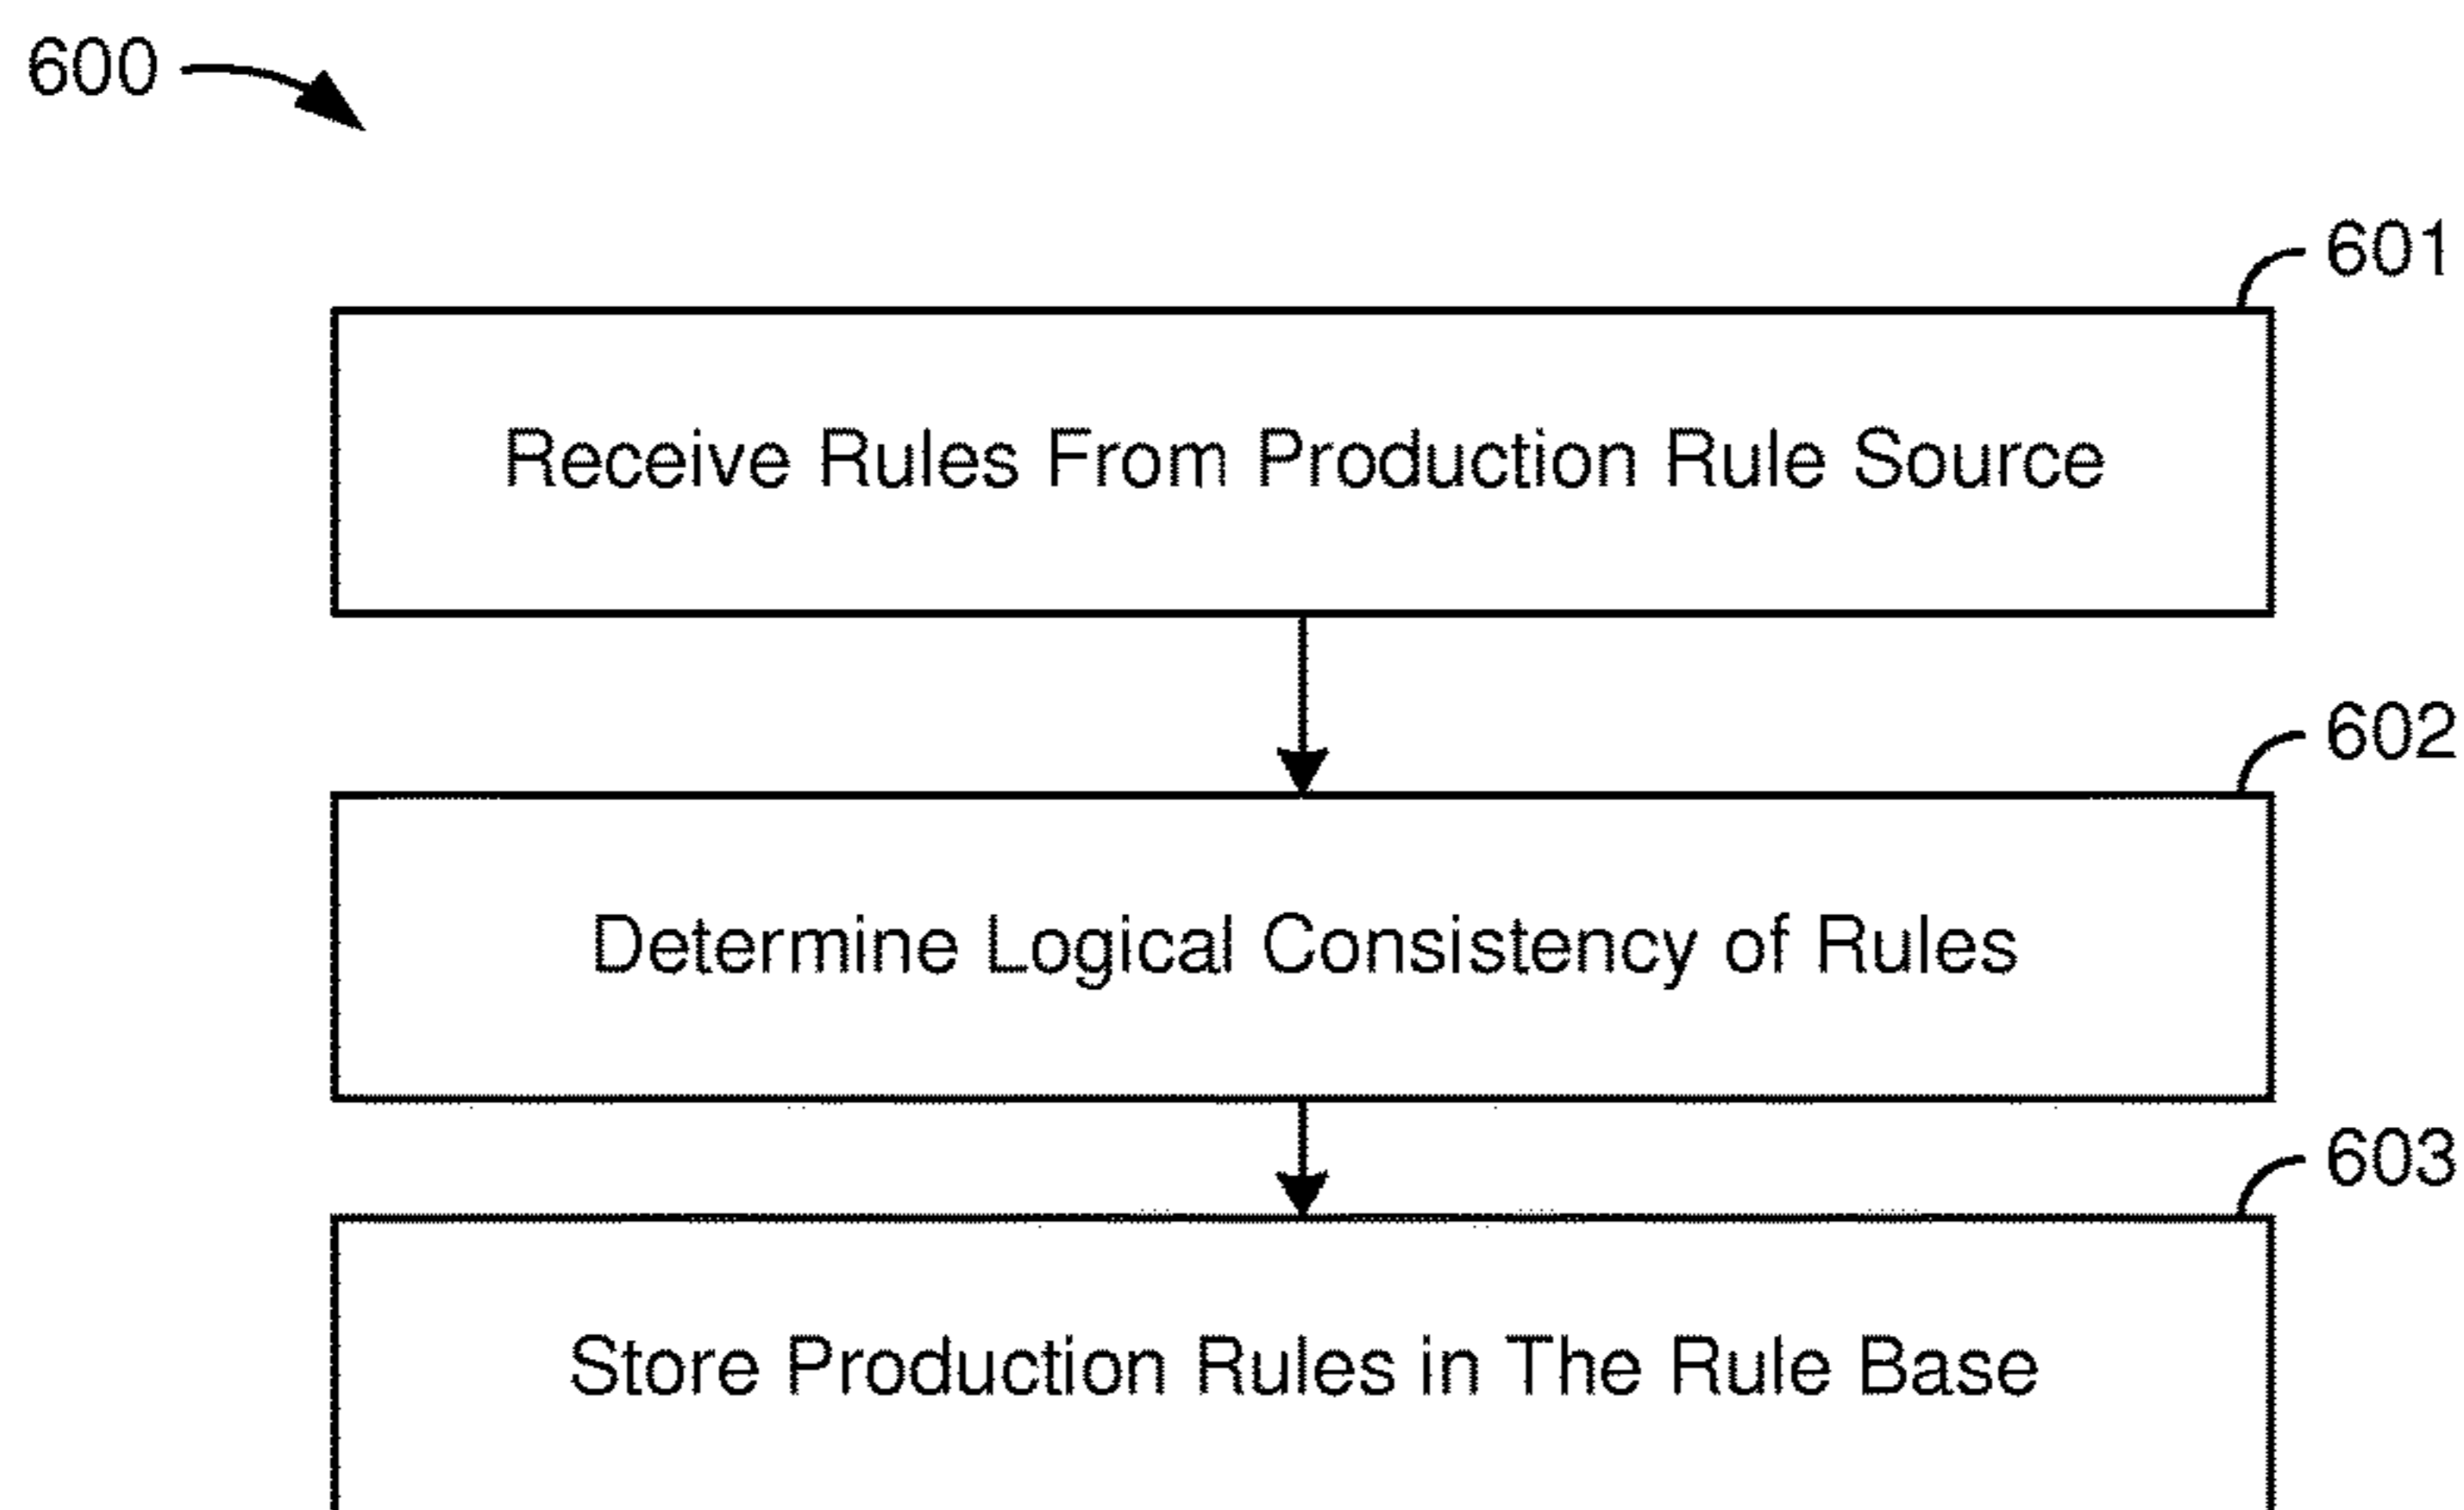 600
601
Receive Rules From Production Rule Source
602
Determine Logical Consistency of Rules
603
Store Production Rules in The Rule Base